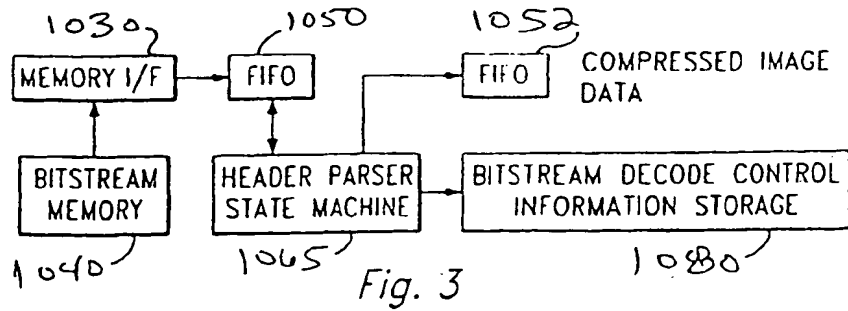 1030
1050
1052
MEMORY I/F
FIFO
FIFO
COMPRESSED IMAGE
DATA
BITSTREAM
MEMORY
HEADER PARSER
STATE MACHINE
BITSTREAM DECODE CONTROL
INFORMATION STORAGE
1040
1065
1080
Fig. 3